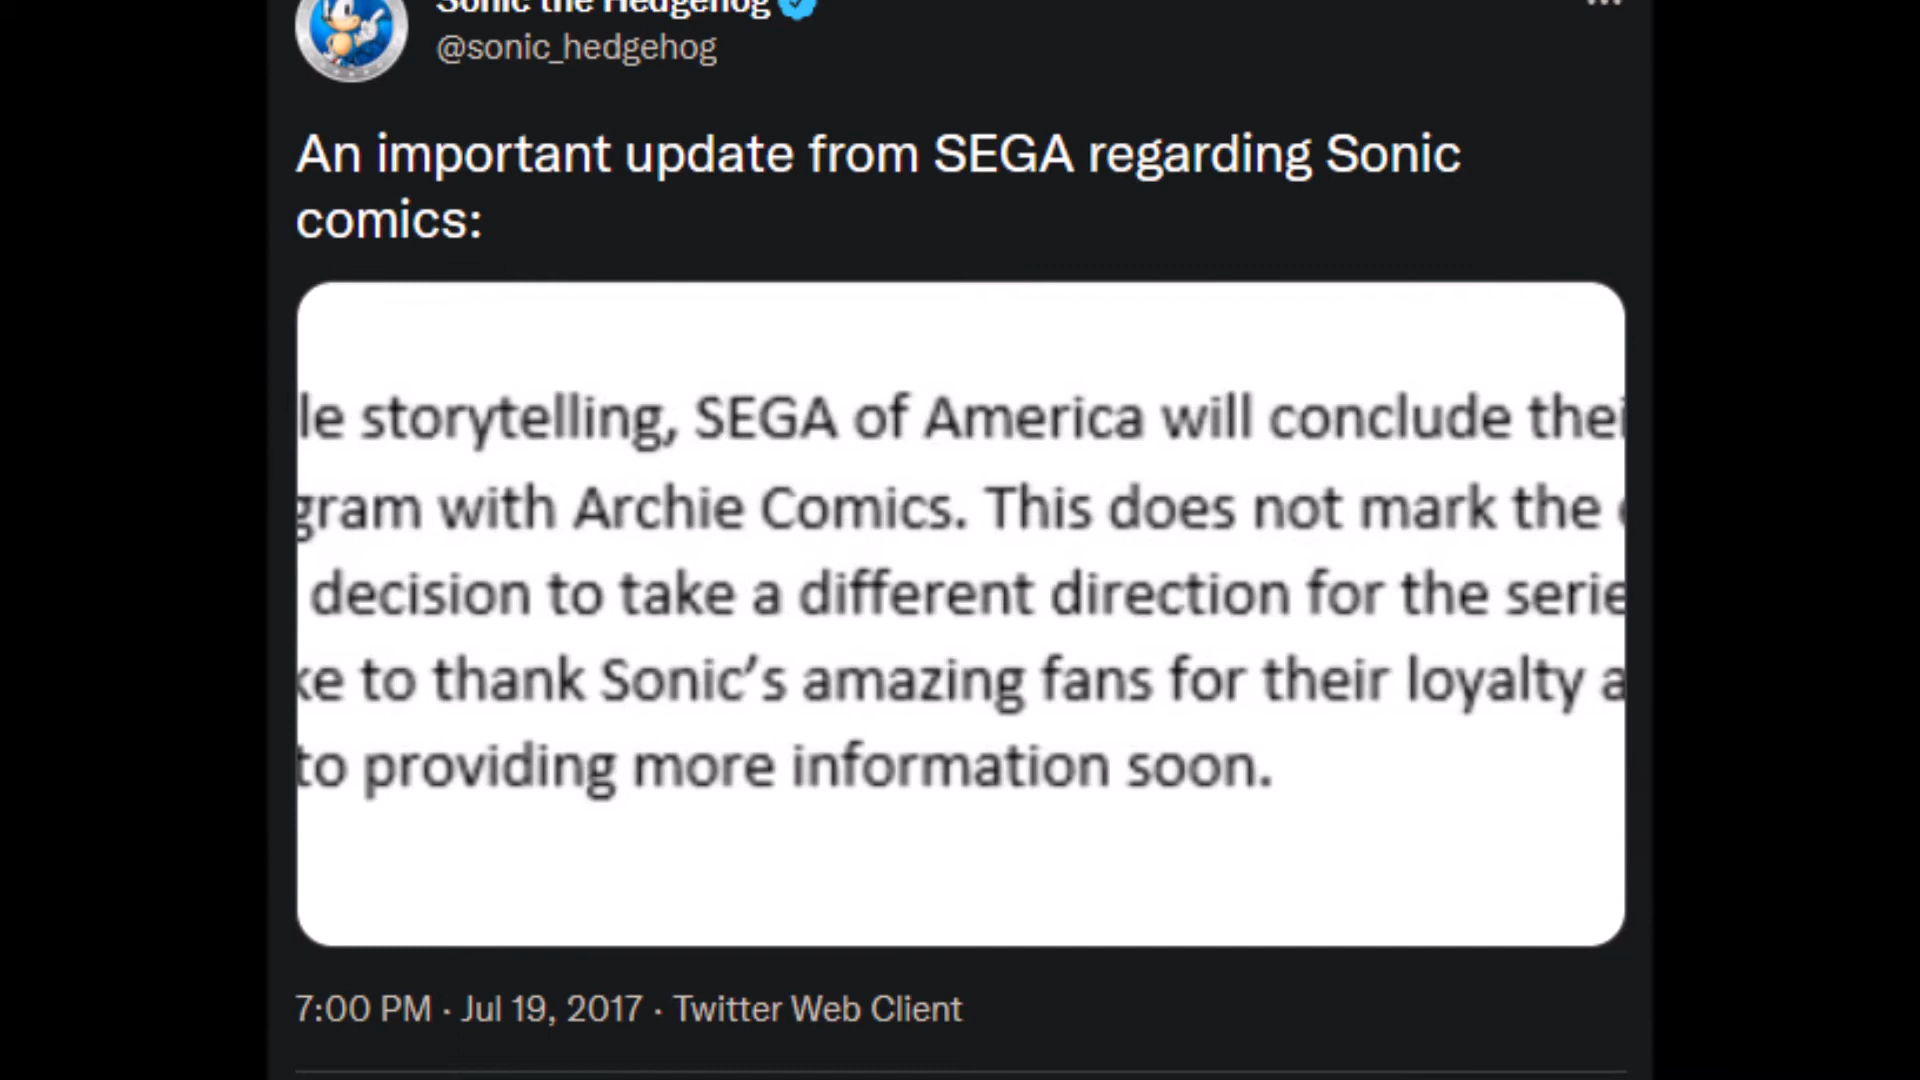 Sonic the Hedgehog
@sonic_hedgehog
An important update from SEGA regarding Sonic
comics:
le storytelling, SEGA of America will conclude thei
gram with Archie Comics. This does not mark the
decision to take a different direction for the serie
ke to thank Sonic's amazing fans for their loyalty a
to providing more information soon.
7:00 PM · Jul 19, 2017 · Twitter Web Client